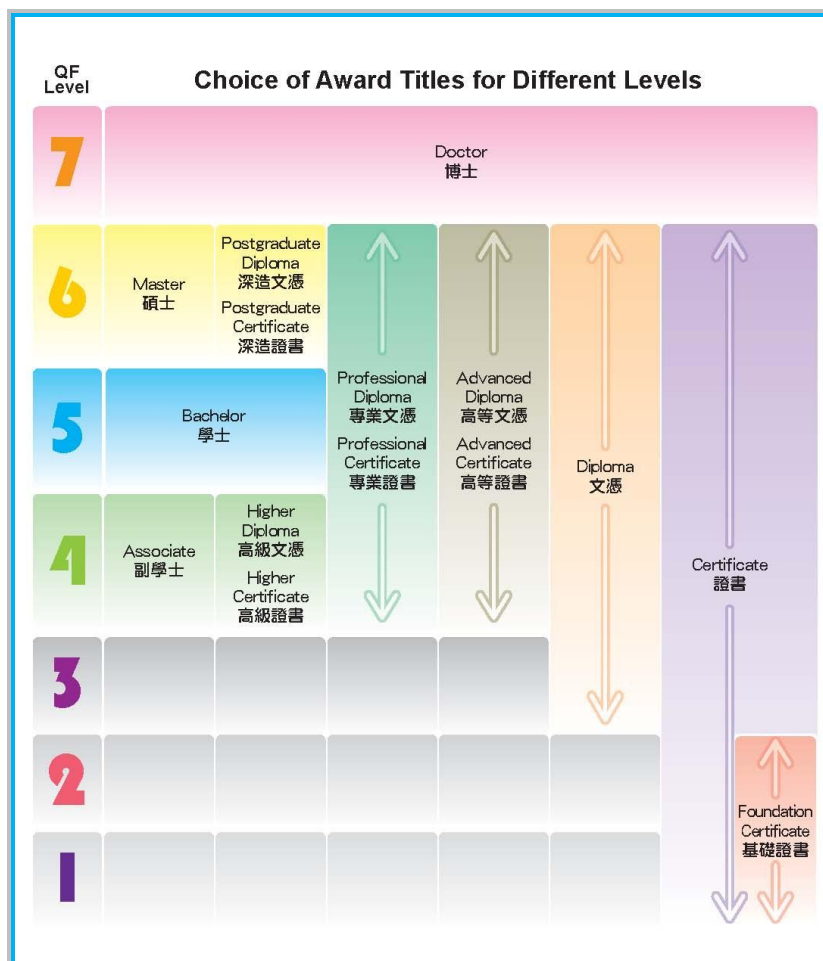 QF
Level
Choice of Award Titles for Different Levels
7
Doctor
博士
6
Master
碩士
Postgraduate
Diploma
深造文憑
Postgraduate
Certificate
深造證書
Professional
Diploma
專業文憑
Professional
Certificate
專業證書
Advanced
Diploma
高等文憑
Advanced
Certificate
高等證書
Diploma
文憑
Certificate
證書
5
Bachelor
學士
4
Associate
副學士
Higher
Diploma
高級文憑
Higher
Certificate
高級證書
3
2
Foundation
Certificate
基礎證書
1